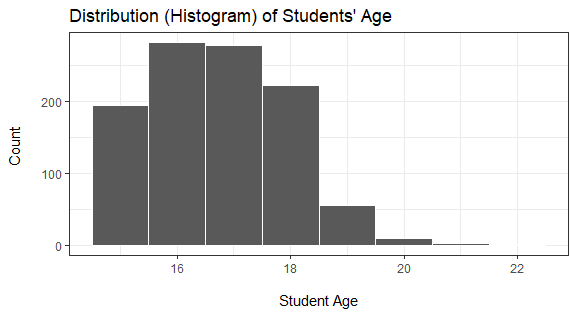 Distribution (Histogram) of Students' Age
Count
200
100
0
16 18 20 22
Student Age